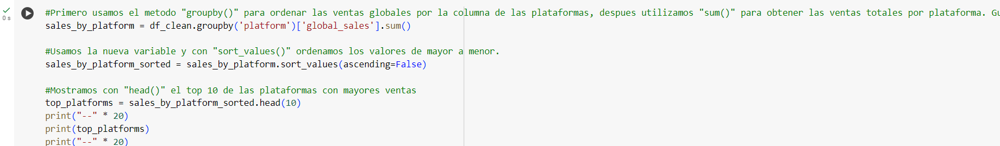 0 s
#Primero usamos el metodo "groupby()" para ordenar las ventas globales por la columna de las plataformas, despues utilizamos "sum()" para obtener las ventas totales por plataforma.
sales_by_platform = df_clean.groupby('platform')['global_sales'].sum()
#Usamos la nueva variable y con "sort_values()" ordenamos los valores de mayor a menor.
sales_by_platform_sorted = sales_by_platform.sort_values(ascending=False)
#Mostramos con "head()" el top 10 de las plataformas con mayores ventas
top_platforms = sales_by_platform_sorted.head(10)
print("--" * 20)
print(top_platforms)
print("--" * 20)